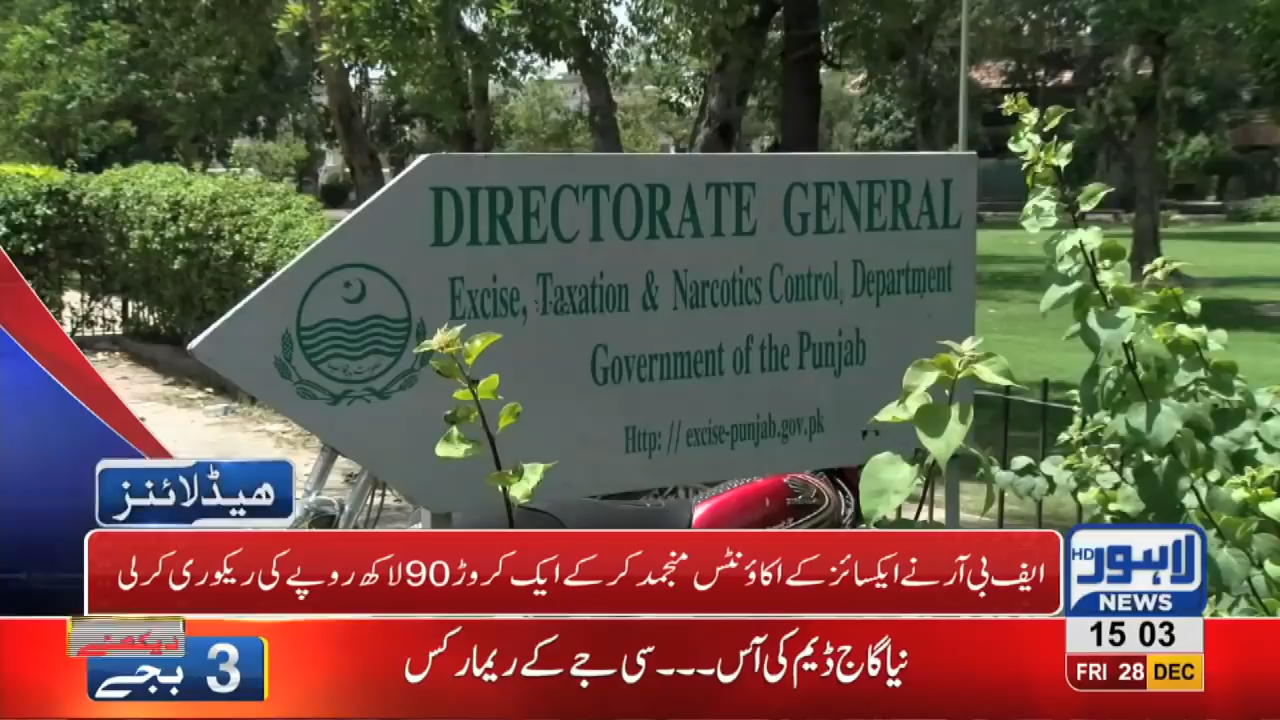 DIRECTORATE GENERAL
Excise, Taxation & Narcotics Control, Department
Government of the Punjab
Http: // excise-punjab.gov.pk
ہیڈلائنز
ایف بی آر نے ایکسائز کے اکاؤنٹس منجمد کر کے ایک کروڑ 90 لاکھ روپے کی ریکوری کر لی
HD لاہور
NEWS
15 03
FRI 28 DEC
دیکھئے
3 بجے
نیا گاج ڈیم کی آس۔۔۔سی جے کے ریمارکس